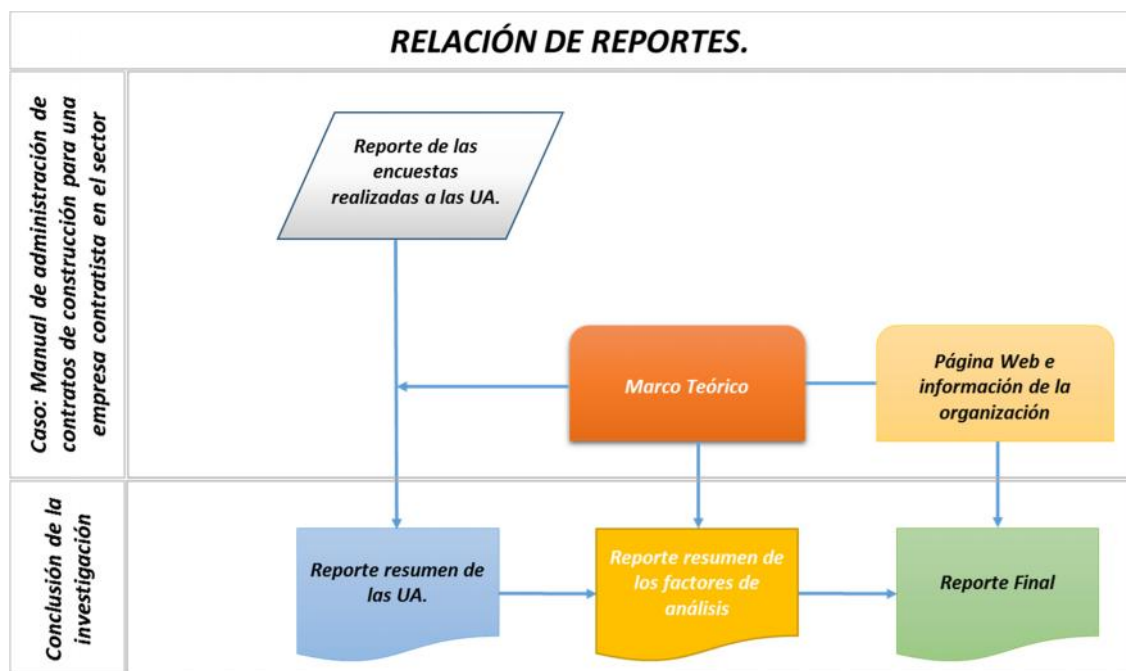 RELACIÓN DE REPORTES.
Caso: Manual de administración de
contratos de construcción para una
empresa contratista en el sector
Reporte de las
encuestas
realizadas a las UA.
Marco Teórico
Página Web e
información de la
organización
Conclusión de la
investigación
Reporte resumen de
las UA.
Reporte resumen de
los factores de
análisis
Reporte Final